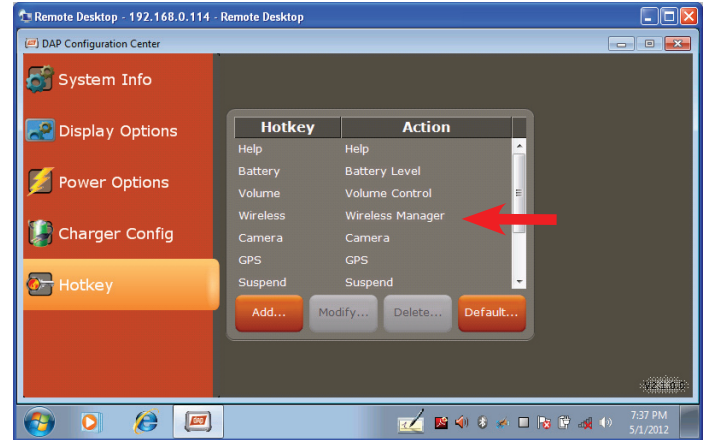 Remote Desktop - 192.168.0.114 - Remote Desktop
DAP Configuration Center
System Info
Display Options
Power Options
Charger Config
Hotkey
Hotkey Action
Help Help
Battery Battery Level
Volume Volume Control
Wireless Wireless Manager
Camera Camera
GPS GPS
Suspend Suspend
Add... Modify... Delete... Default...
7:37 PM
5/1/2012